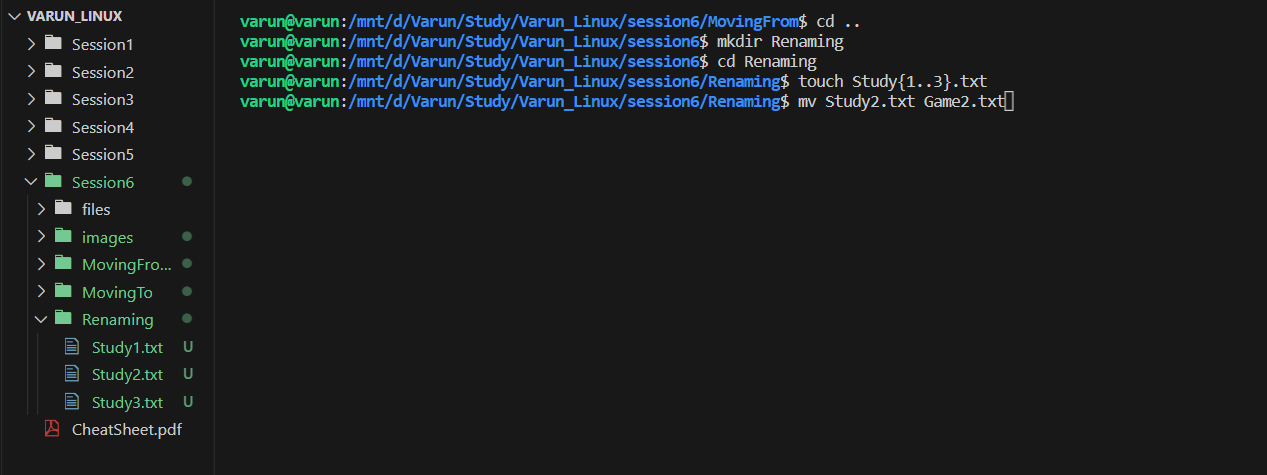 VARUN_LINUX
Session1
Session2
Session3
Session4
Session5
Session6
files
images
MovingFro...
MovingTo
Renaming
Study1.txt U
Study2.txt U
Study3.txt U
CheatSheet.pdf
varun@varun:/mnt/d/Varun/Study/Varun_Linux/session6/MovingFrom$ cd ..
varun@varun:/mnt/d/Varun/Study/Varun_Linux/session6$ mkdir Renaming
varun@varun:/mnt/d/Varun/Study/Varun_Linux/session6$ cd Renaming
varun@varun:/mnt/d/Varun/Study/Varun_Linux/session6/Renaming$ touch Study{1..3}.txt
varun@varun:/mnt/d/Varun/Study/Varun_Linux/session6/Renaming$ mv Study2.txt Game2.txt